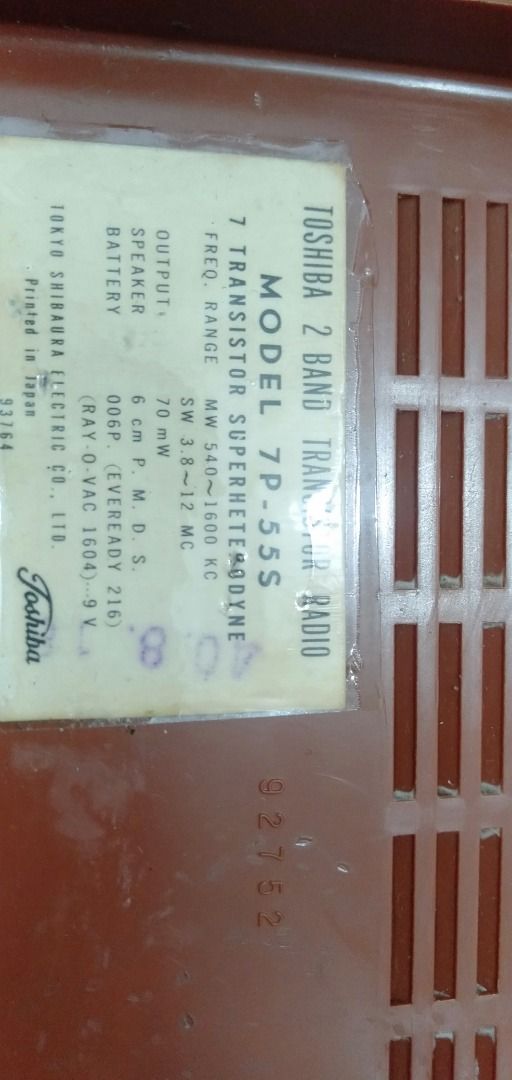 TOSHIBA 2 BAND TRANSISTOR RADIO
MODEL 7P-55S
7 TRANSISTOR SUPERHETERODYNE
FREQ. RANGE MW 540~1600 KC
SW 3.8~12 MC
OUTPUT 70 mW
SPEAKER 6 cm P. M. D. S.
BATTERY 006P. (EVEREADY 216)
(RAY-O-VAC 1604)…9 V
TOKYO SHIBAURA ELECTRIC CO., LTD.
Printed in Japan
93764
Toshiba
92752